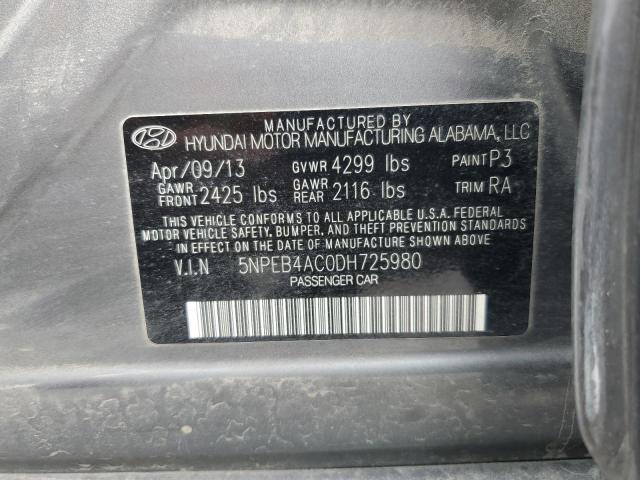 MANUFACTURED BY
HYUNDAI MOTOR MANUFACTURING ALABAMA, LLC
Apr/09/13 GVWR 4299 lbs PAINT P3
GAWR FRONT 2425 lbs GAWR REAR 2116 lbs TRIM RA
THIS VEHICLE CONFORMS TO ALL APPLICABLE U.S.A. FEDERAL
MOTOR VEHICLE SAFETY, BUMPER, AND THEFT PREVENTION STANDARDS
IN EFFECT ON THE DATE OF MANUFACTURE SHOWN ABOVE
V.I.N 5NPEB4AC0DH725980
PASSENGER CAR